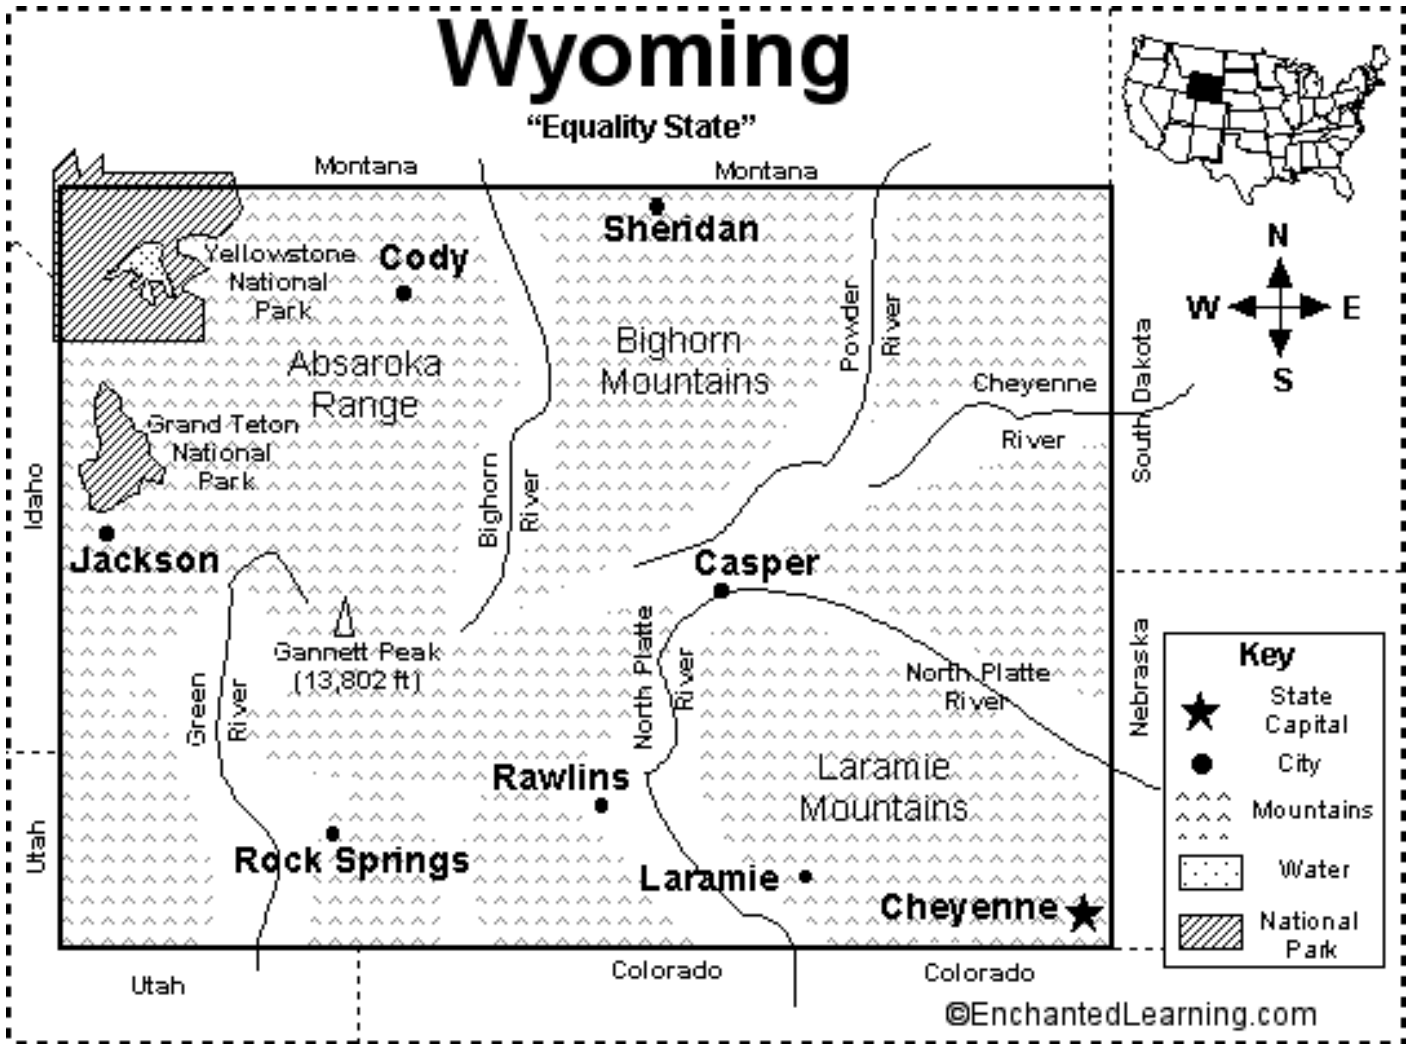 Wyoming
“Equality State”
Montana
Montana
Sheridan
Cody
Yellowstone
National
Park
Absaroka
Range
Bighorn
Mountains
Powder
River
Cheyenne
River
South Dakota
Grand Teton
National
Park
Idaho
Bighorn
River
Jackson
Casper
Gannett Peak
(13,802 ft)
Green
River
North Platte
River
North Platte
River
Nebraska
Rawlins
Laramie
Mountains
Rock Springs
Utah
Laramie
Cheyenne
Utah
Colorado
Colorado
N
W
E
S
Key
State
Capital
City
Mountains
Water
National
Park
©EnchantedLearning.com